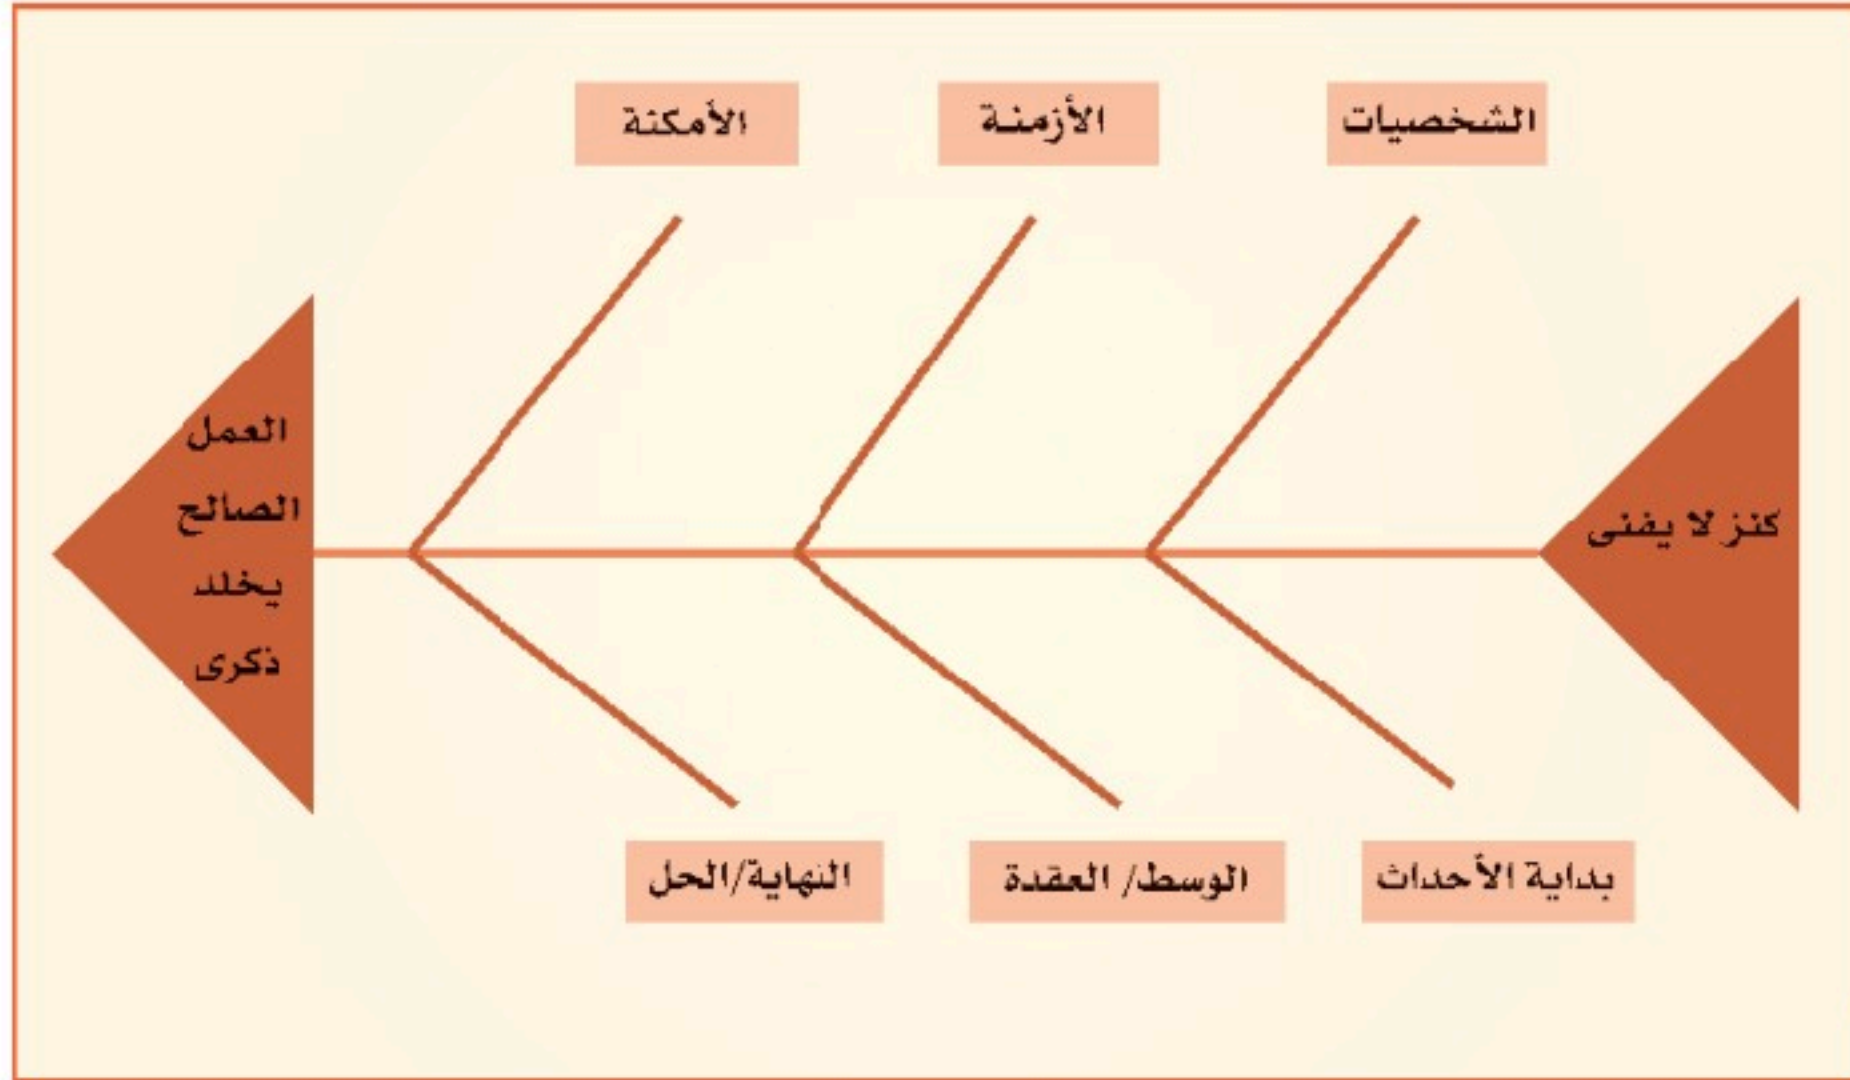 الشخصيات
الأزمنة
الأمكنة
كنز لا يفنى
العمل
الصالح
يخلد
ذكرى
بداية الأحداث
الوسط/ العقدة
النهاية/الحل